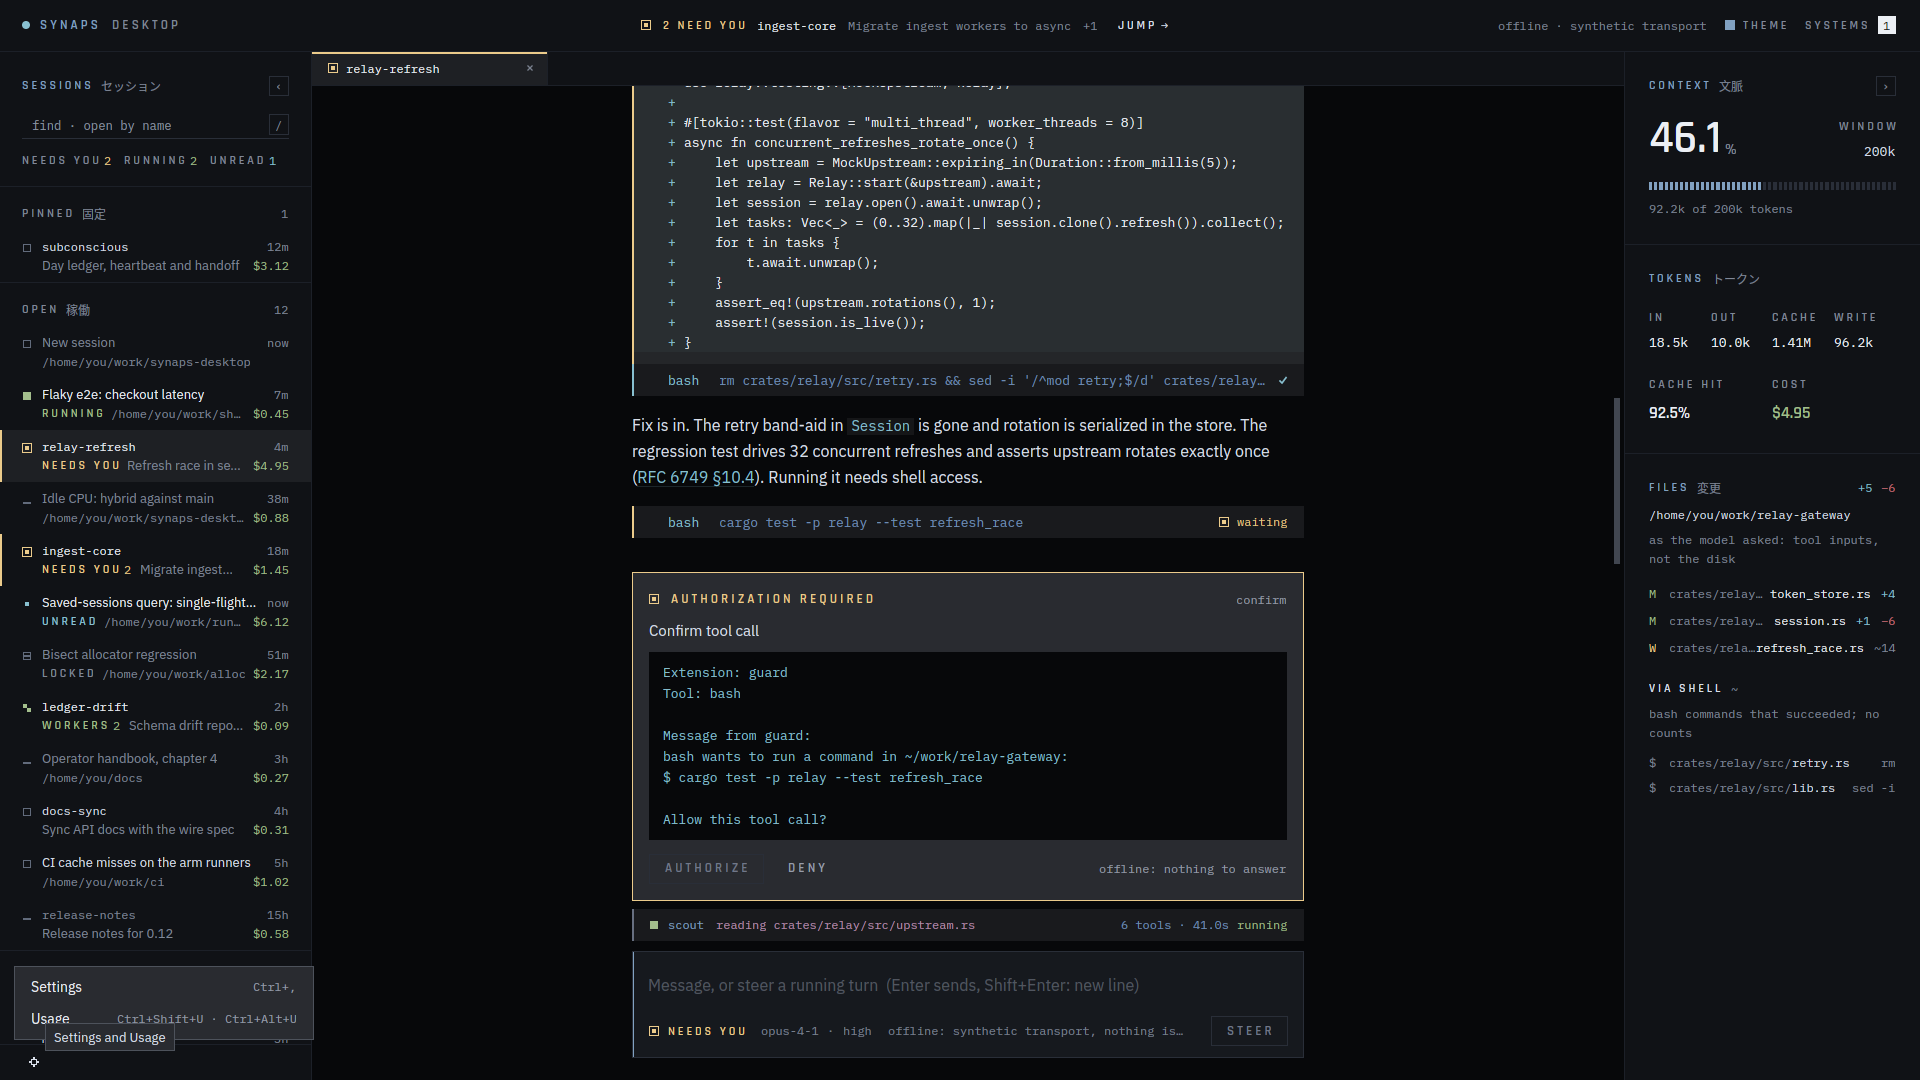 SYNAPS DESKTOP
2 NEED YOU ingest-core Migrate ingest workers to async +1 JUMP →
offline · synthetic transport THEME SYSTEMS 1
SESSIONS セッション ‹
find · open by name /
NEEDS YOU 2 RUNNING 2 UNREAD 1
PINNED 固定 1
subconscious 12m
Day ledger, heartbeat and handoff $3.12
OPEN 稼働 12
New session now
/home/you/work/synaps-desktop
Flaky e2e: checkout latency 7m
RUNNING /home/you/work/sh… $0.45
relay-refresh 4m
NEEDS YOU Refresh race in se… $4.95
Idle CPU: hybrid against main 38m
/home/you/work/synaps-deskt… $0.88
ingest-core 18m
NEEDS YOU 2 Migrate ingest… $1.45
Saved-sessions query: single-flight… now
UNREAD /home/you/work/run… $6.12
Bisect allocator regression 51m
LOCKED /home/you/work/alloc $2.17
ledger-drift 2h
WORKERS 2 Schema drift repo… $0.09
Operator handbook, chapter 4 3h
/home/you/docs $0.27
docs-sync 4h
Sync API docs with the wire spec $0.31
CI cache misses on the arm runners 5h
/home/you/work/ci $1.02
release-notes 15h
Release notes for 0.12 $0.58
Settings Ctrl+,
Usage Ctrl+Shift+U · Ctrl+Alt+U
Settings and Usage
relay-refresh ×
+
+ #[tokio::test(flavor = "multi_thread", worker_threads = 8)]
+ async fn concurrent_refreshes_rotate_once() {
+ let upstream = MockUpstream::expiring_in(Duration::from_millis(5));
+ let relay = Relay::start(&upstream).await;
+ let session = relay.open().await.unwrap();
+ let tasks: Vec<_> = (0..32).map(|_| session.clone().refresh()).collect();
+ for t in tasks {
+ t.await.unwrap();
+ }
+ assert_eq!(upstream.rotations(), 1);
+ assert!(session.is_live());
+ }
bash rm crates/relay/src/retry.rs && sed -i '/^mod retry;$/d' crates/relay… ✓
Fix is in. The retry band-aid in Session is gone and rotation is serialized in the store. The
regression test drives 32 concurrent refreshes and asserts upstream rotates exactly once
(RFC 6749 §10.4). Running it needs shell access.
bash cargo test -p relay --test refresh_race waiting
AUTHORIZATION REQUIRED confirm
Confirm tool call
Extension: guard
Tool: bash
Message from guard:
bash wants to run a command in ~/work/relay-gateway:
$ cargo test -p relay --test refresh_race
Allow this tool call?
AUTHORIZE DENY offline: nothing to answer
scout reading crates/relay/src/upstream.rs 6 tools · 41.0s running
Message, or steer a running turn (Enter sends, Shift+Enter: new line)
NEEDS YOU opus-4-1 · high offline: synthetic transport, nothing is… STEER
CONTEXT 文脈 ›
46.1% WINDOW
200k
92.2k of 200k tokens
TOKENS トークン
IN OUT CACHE WRITE
18.5k 10.0k 1.41M 96.2k
CACHE HIT COST
92.5% $4.95
FILES 変更 +5 −6
/home/you/work/relay-gateway
as the model asked: tool inputs,
not the disk
M crates/relay… token_store.rs +4
M crates/relay… session.rs +1 −6
W crates/rela…refresh_race.rs ~14
VIA SHELL ~
bash commands that succeeded; no
counts
$ crates/relay/src/retry.rs rm
$ crates/relay/src/lib.rs sed -i